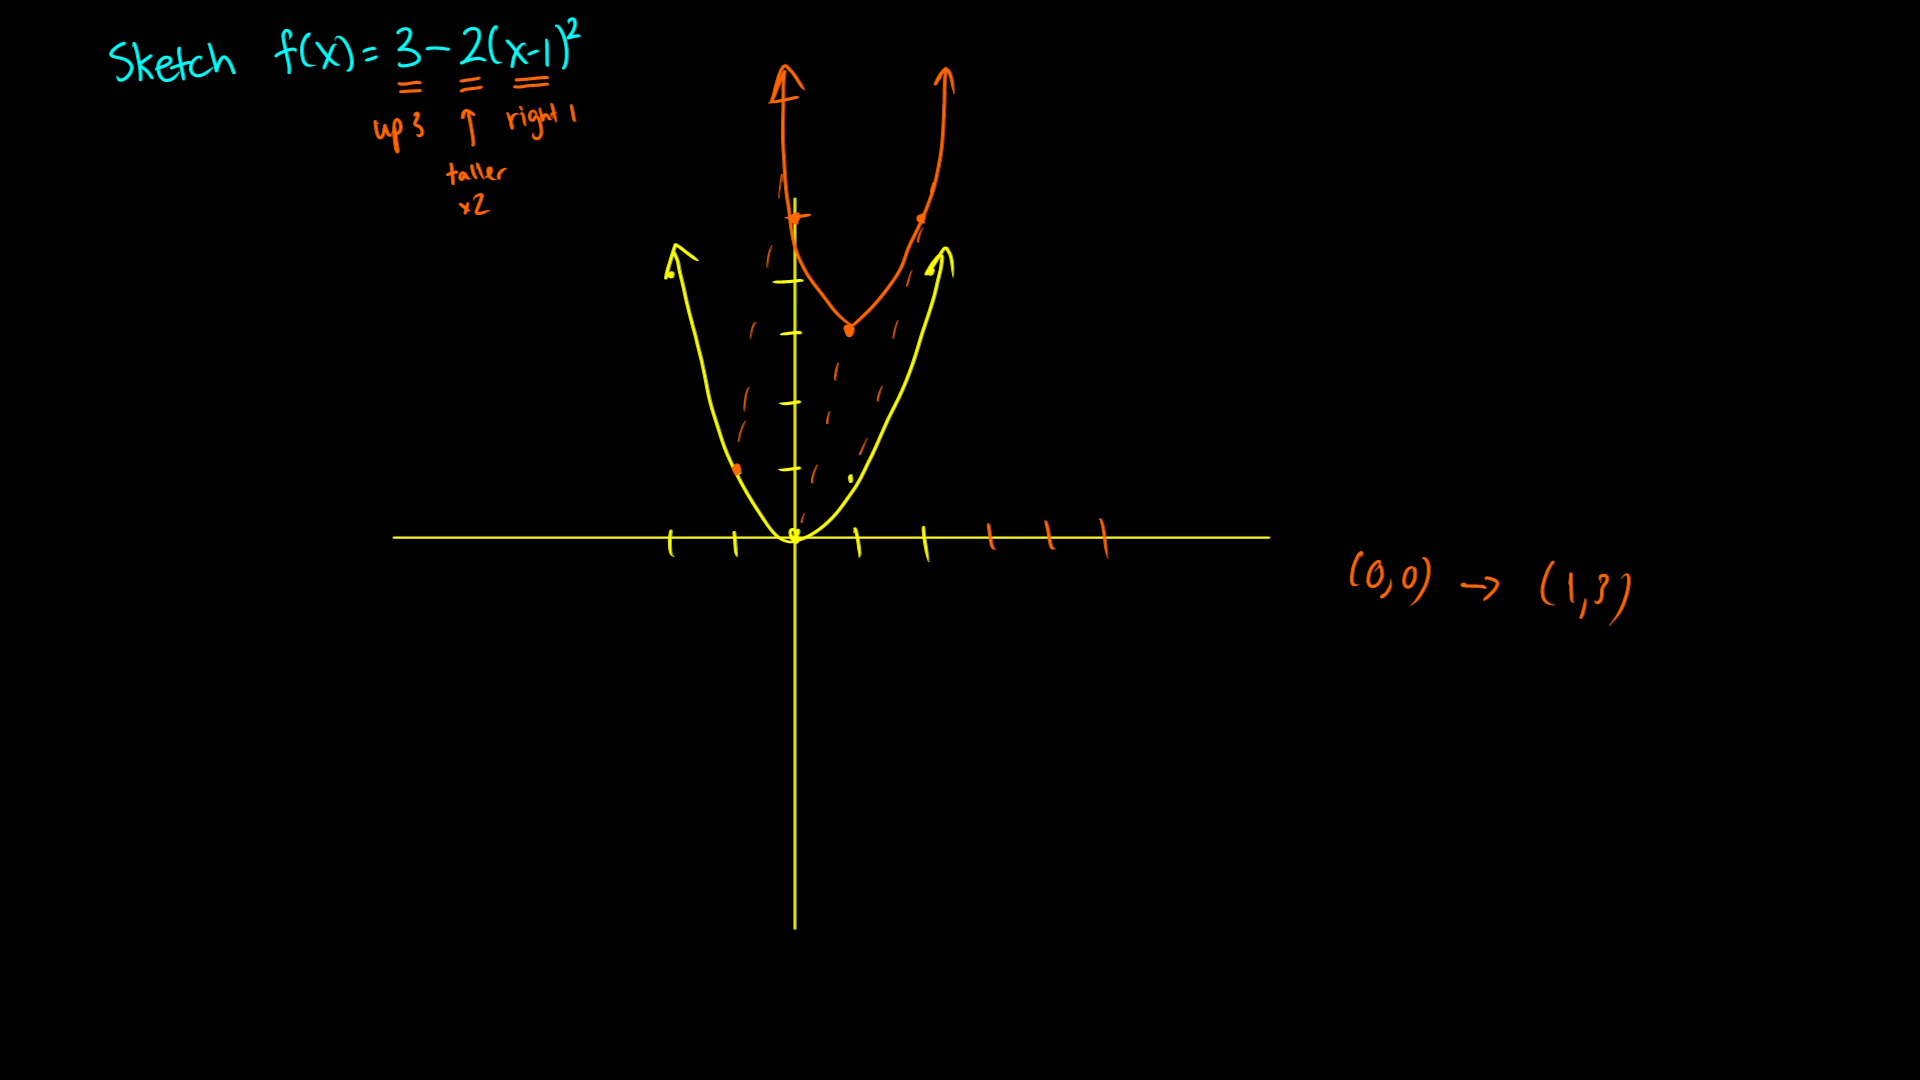 Sketch f(x) = 3 - 2(x-1)²
up 3 ↑ right 1
taller
x2
(0,0) → (1,3)